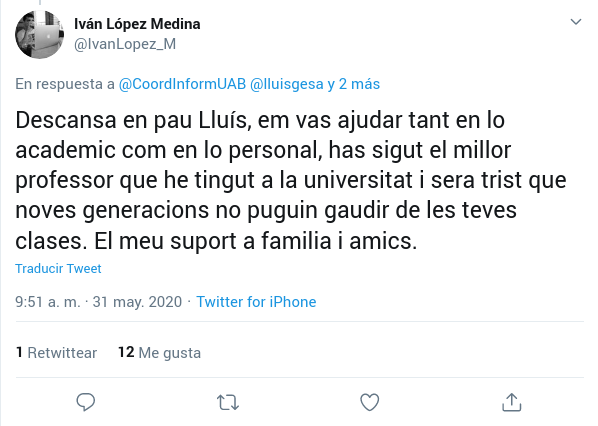 Iván López Medina
@IvanLopez_M
En respuesta a @CoordInformUAB @lluisgesa y 2 más
Descansa en pau Lluís, em vas ajudar tant en lo
academic com en lo personal, has sigut el millor
professor que he tingut a la universitat i sera trist que
noves generacions no puguin gaudir de les teves
clases. El meu suport a familia i amics.
Traducir Tweet
9:51 a. m. · 31 may. 2020 · Twitter for iPhone
1 Retwittear 12 Me gusta